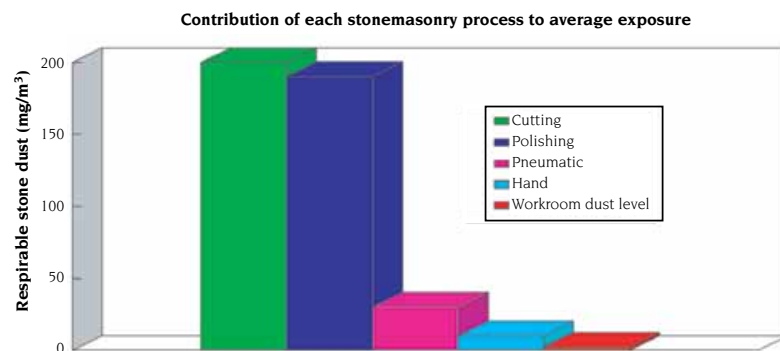 Contribution of each stonemasonry process to average exposure
Respirable stone dust (mg/m³)
200
150
100
50
0
Cutting
Polishing
Pneumatic
Hand
Workroom dust level